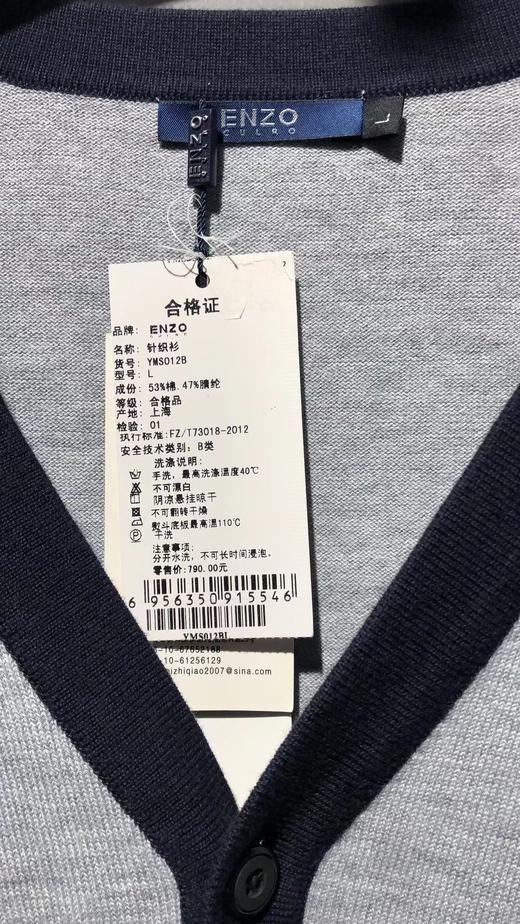 ENZO
CULRO
L
ENZO
合格证
品牌: ENZO
名称: 针织衫
货号: YMS012B
型号: L
成份: 53%棉.47%腈纶
等级: 合格品
产地: 上海
检验: 01
执行标准:FZ/T73018-2012
安全技术类别: B类
洗涤说明:
手洗, 最高洗涤温度40℃
不可漂白
阴凉悬挂晾干
不可翻转干燥
熨斗底板最高温110℃
干洗
注意事项:
分开水洗, 不可长时间浸泡。
零售价:790.00元
6 956350 915546
YMS012BL
-10-67652188
-10-61256129
izhiqiao2007@sina.com